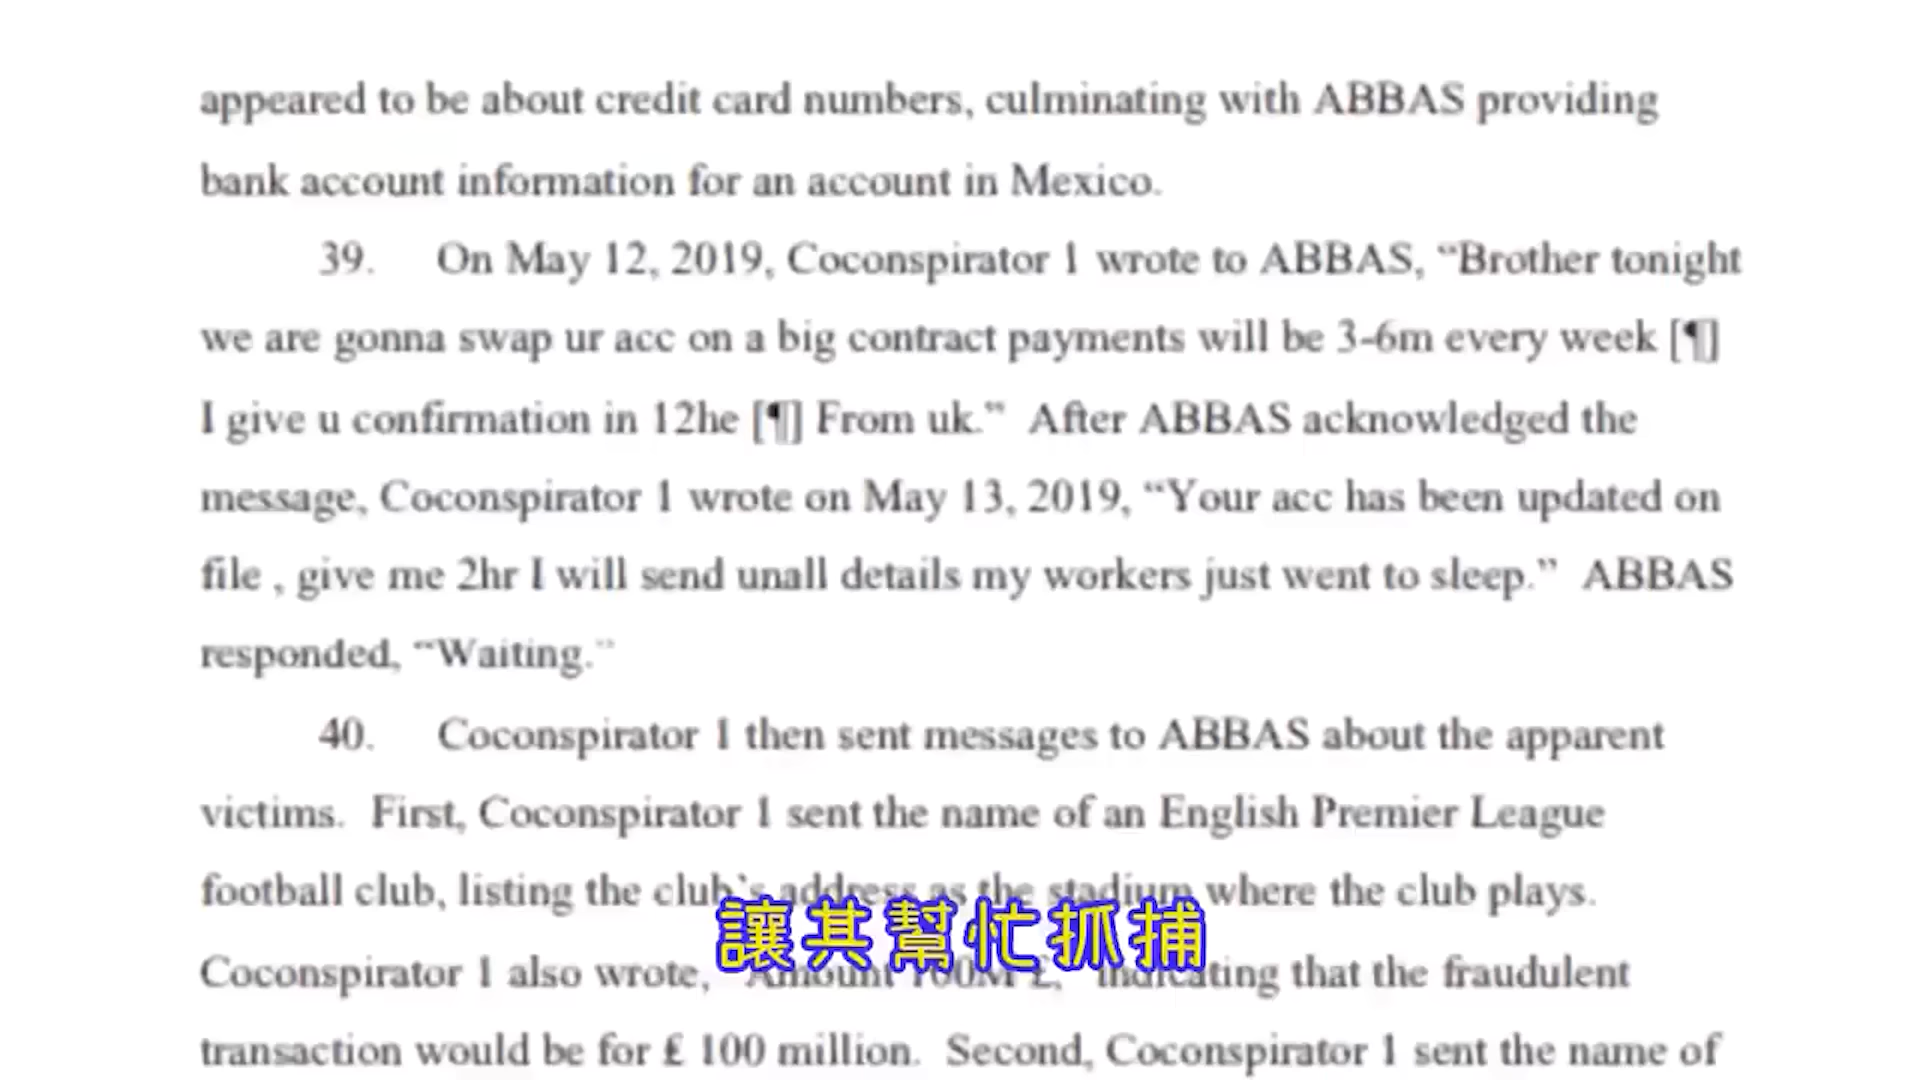 appeared to be about credit card numbers, culminating with ABBAS providing
bank account information for an account in Mexico.
39. On May 12, 2019, Coconspirator 1 wrote to ABBAS, “Brother tonight
we are gonna swap ur acc on a big contract payments will be 3-6m every week [¶]
I give u confirmation in 12he [¶] From uk.” After ABBAS acknowledged the
message, Coconspirator 1 wrote on May 13, 2019, “Your acc has been updated on
file , give me 2hr I will send unall details my workers just went to sleep.” ABBAS
responded, “Waiting.”
40. Coconspirator 1 then sent messages to ABBAS about the apparent
victims. First, Coconspirator 1 sent the name of an English Premier League
football club, listing the club’s address as the stadium where the club plays.
讓其幫忙抓捕
Coconspirator 1 also wrote, “Amount 100M £,” indicating that the fraudulent
transaction would be for £ 100 million. Second, Coconspirator 1 sent the name of